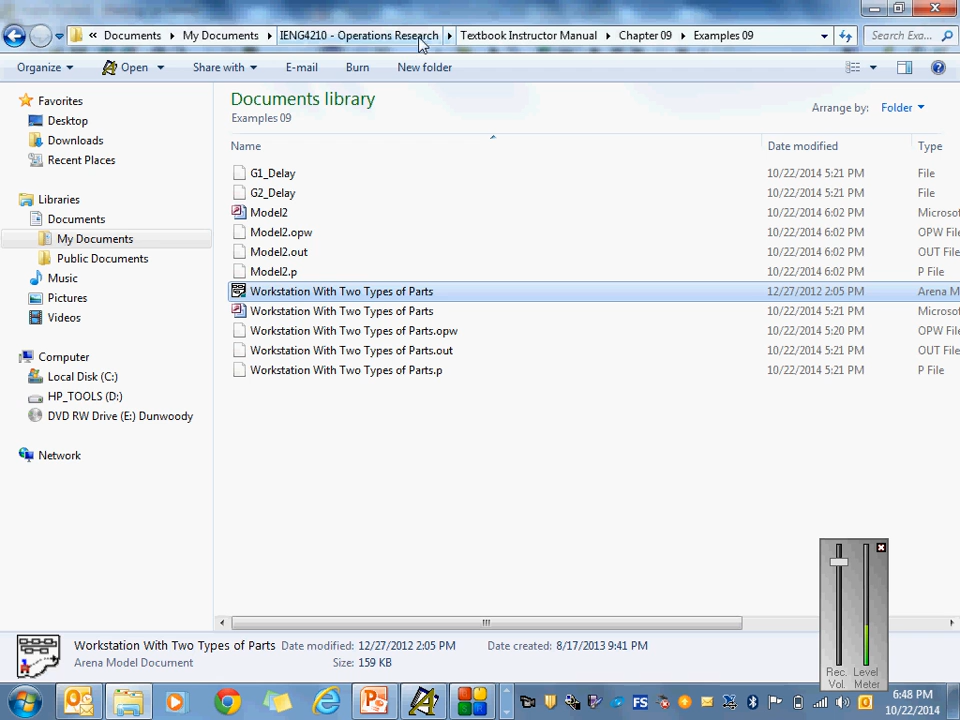 « Documents ▸ My Documents ▸ IENG4210 - Operations Research ▸ Textbook Instructor Manual ▸ Chapter 09 ▸ Examples 09
Search Exa...
Organize Open Share with E-mail Burn New folder
Favorites
Desktop
Downloads
Recent Places
Libraries
Documents
My Documents
Public Documents
Music
Pictures
Videos
Computer
Local Disk (C:)
HP_TOOLS (D:)
DVD RW Drive (E:) Dunwoody
Network
Documents library
Examples 09
Arrange by: Folder
Name Date modified Type
G1_Delay 10/22/2014 5:21 PM File
G2_Delay 10/22/2014 5:21 PM File
Model2 10/22/2014 6:02 PM Microso
Model2.opw 10/22/2014 6:02 PM OPW File
Model2.out 10/22/2014 6:02 PM OUT File
Model2.p 10/22/2014 6:02 PM P File
Workstation With Two Types of Parts 12/27/2012 2:05 PM Arena M
Workstation With Two Types of Parts 10/22/2014 5:21 PM Microso
Workstation With Two Types of Parts.opw 10/22/2014 5:20 PM OPW File
Workstation With Two Types of Parts.out 10/22/2014 5:21 PM OUT File
Workstation With Two Types of Parts.p 10/22/2014 5:21 PM P File
Rec. Level
Vol. Meter
Workstation With Two Types of Parts Date modified: 12/27/2012 2:05 PM Date created: 8/17/2013 9:41 PM
Arena Model Document Size: 159 KB
FS
6:48 PM
10/22/2014